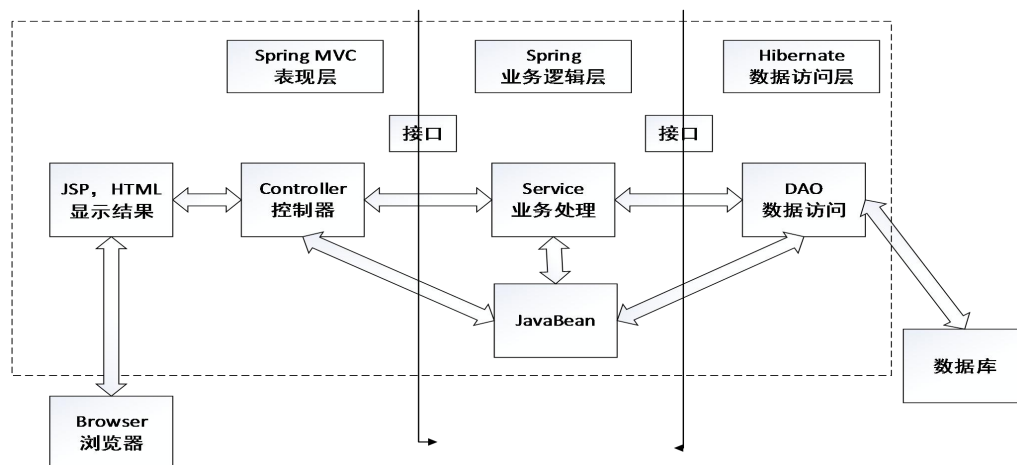 Spring MVC
表现层
Spring
业务逻辑层
Hibernate
数据访问层
接口
接口
JSP，HTML
显示结果
Controller
控制器
Service
业务处理
DAO
数据访问
JavaBean
数据库
Browser
浏览器